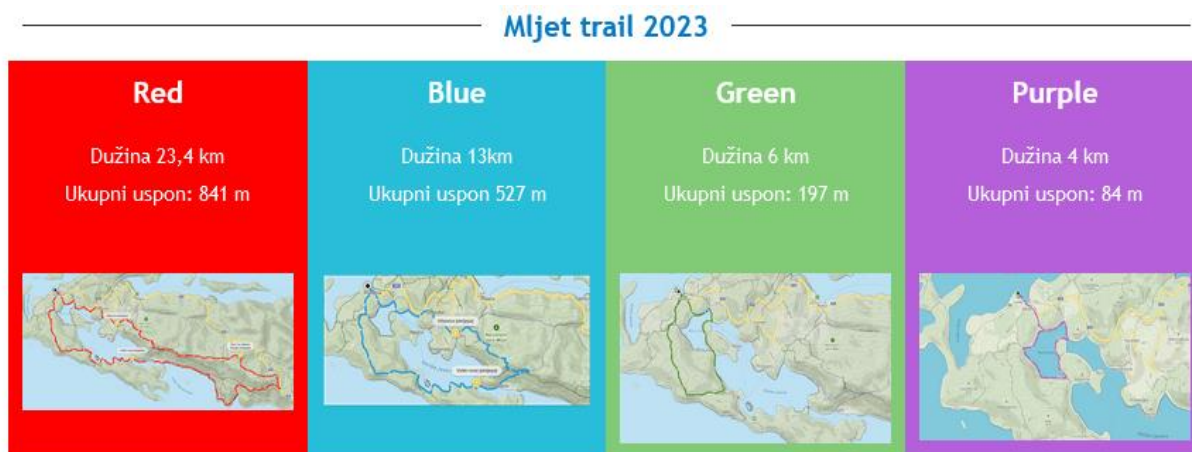 Mljet trail 2023
Red
Dužina 23,4 km
Ukupni uspon: 841 m
Blue
Dužina 13km
Ukupni uspon 527 m
Green
Dužina 6 km
Ukupni uspon: 197 m
Purple
Dužina 4 km
Ukupni uspon: 84 m